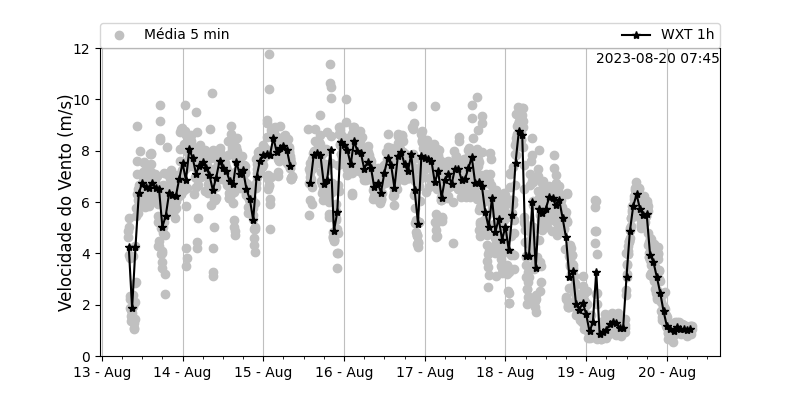 Média 5 min
WXT 1h
2023-08-20 07:45
Velocidade do Vento (m/s)
12
10
8
6
4
2
0
13 - Aug
14 - Aug
15 - Aug
16 - Aug
17 - Aug
18 - Aug
19 - Aug
20 - Aug